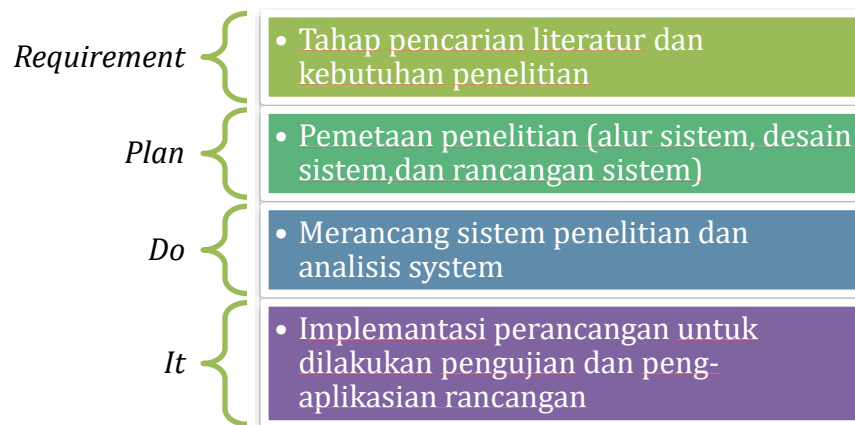 Requirement
• Tahap pencarian literatur dan
kebutuhan penelitian
Plan
• Pemetaan penelitian (alur sistem, desain
sistem,dan rancangan sistem)
Do
• Merancang sistem penelitian dan
analisis system
It
• Implemantasi perancangan untuk
dilakukan pengujian dan peng-
aplikasian rancangan